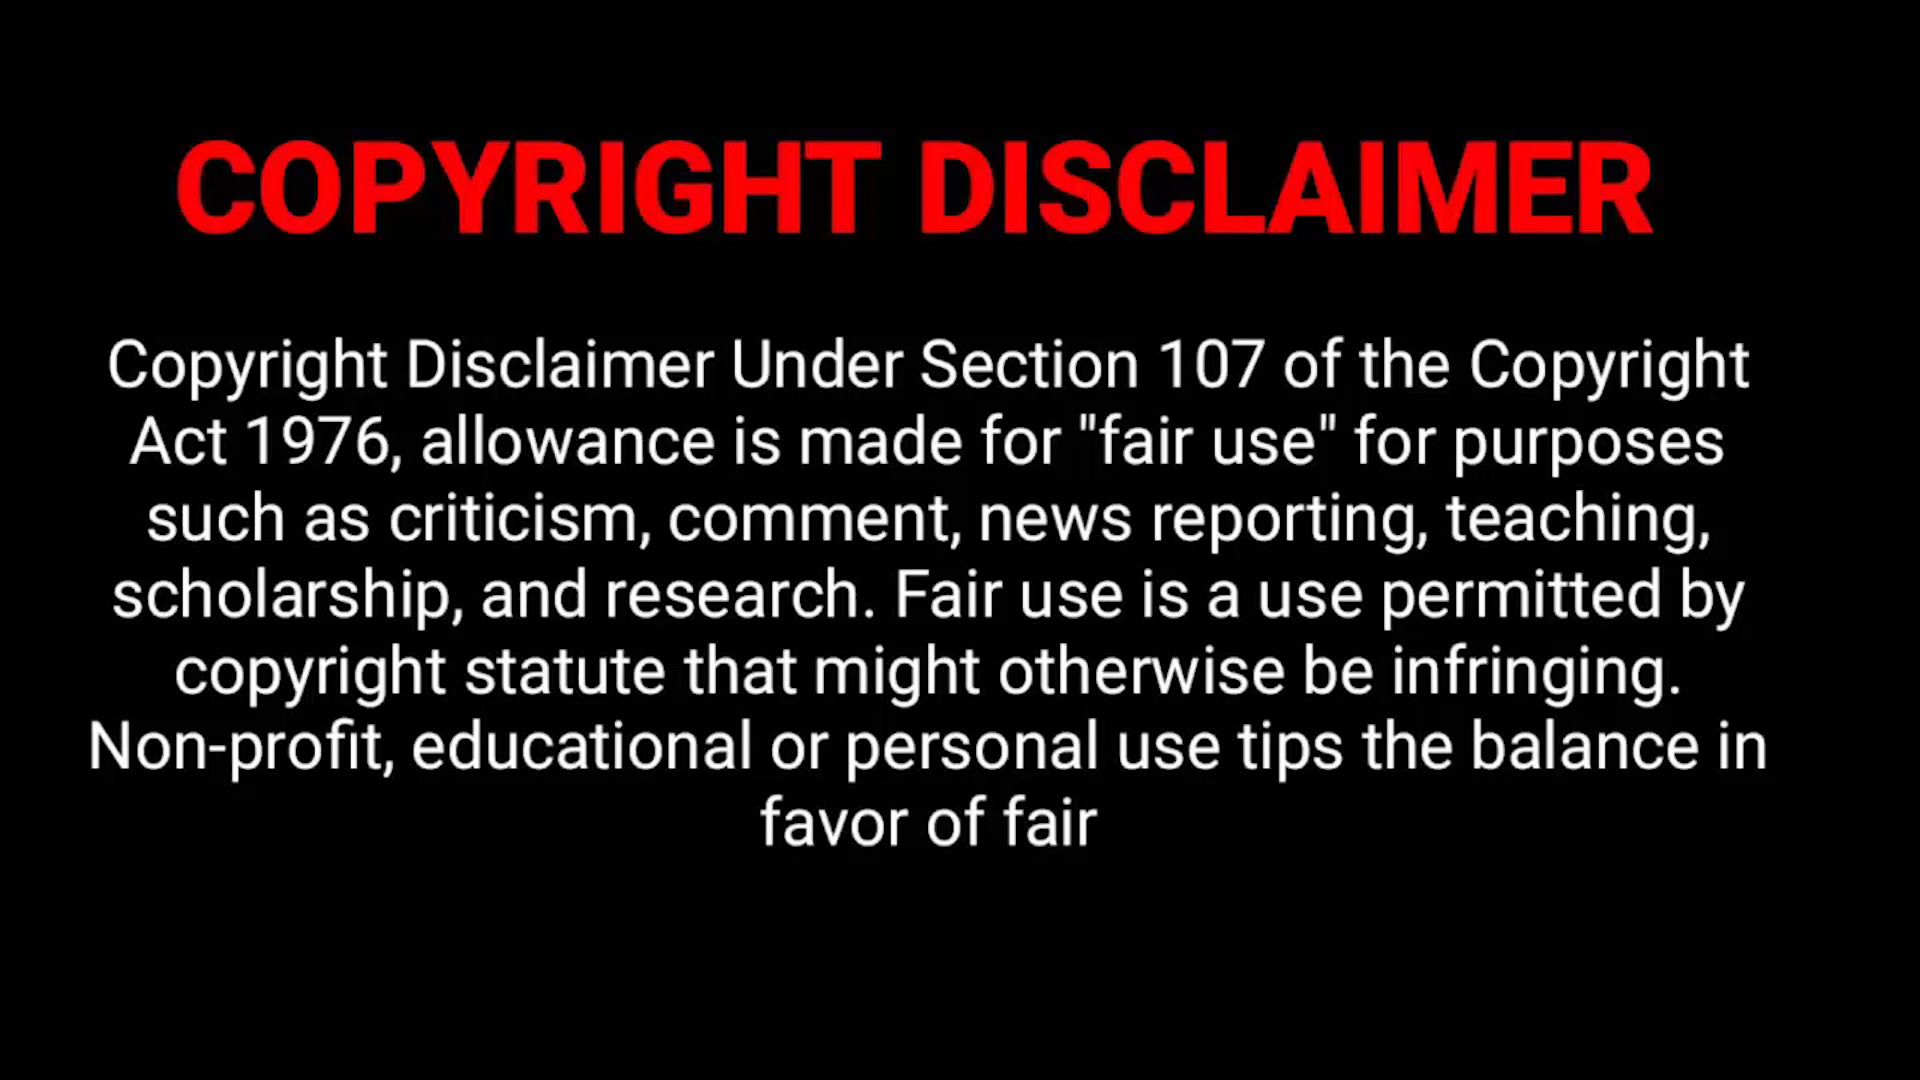 COPYRIGHT DISCLAIMER
Copyright Disclaimer Under Section 107 of the Copyright
Act 1976, allowance is made for "fair use" for purposes
such as criticism, comment, news reporting, teaching,
scholarship, and research. Fair use is a use permitted by
copyright statute that might otherwise be infringing.
Non-profit, educational or personal use tips the balance in
favor of fair